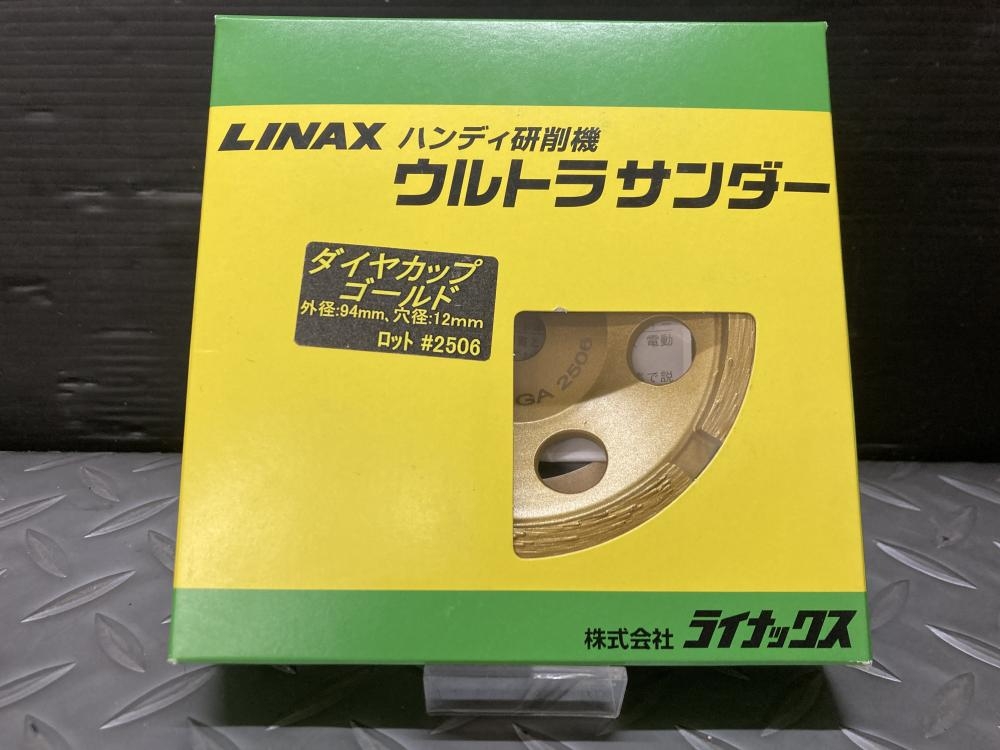 LINAX ハンディ研削機
ウルトラサンダー
ダイヤカップ
ゴールド
外径:94mm、穴径:12mm
ロット #2506
GA 2506
電動
で説
株式会社 ライナックス